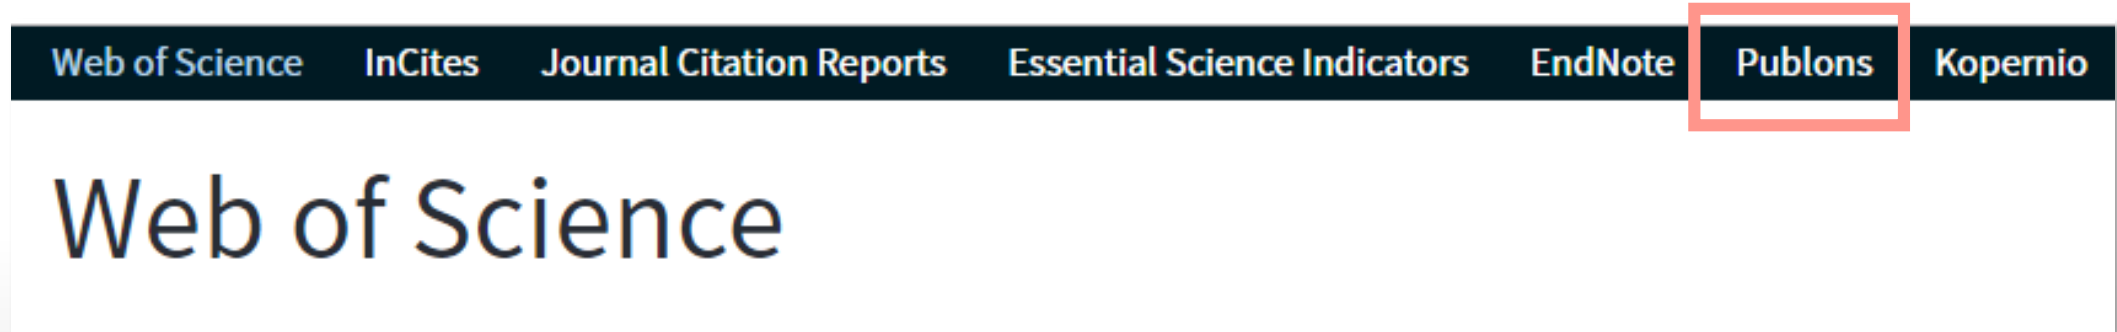 Web of Science InCites Journal Citation Reports Essential Science Indicators EndNote Publons Kopernio
Web of Science